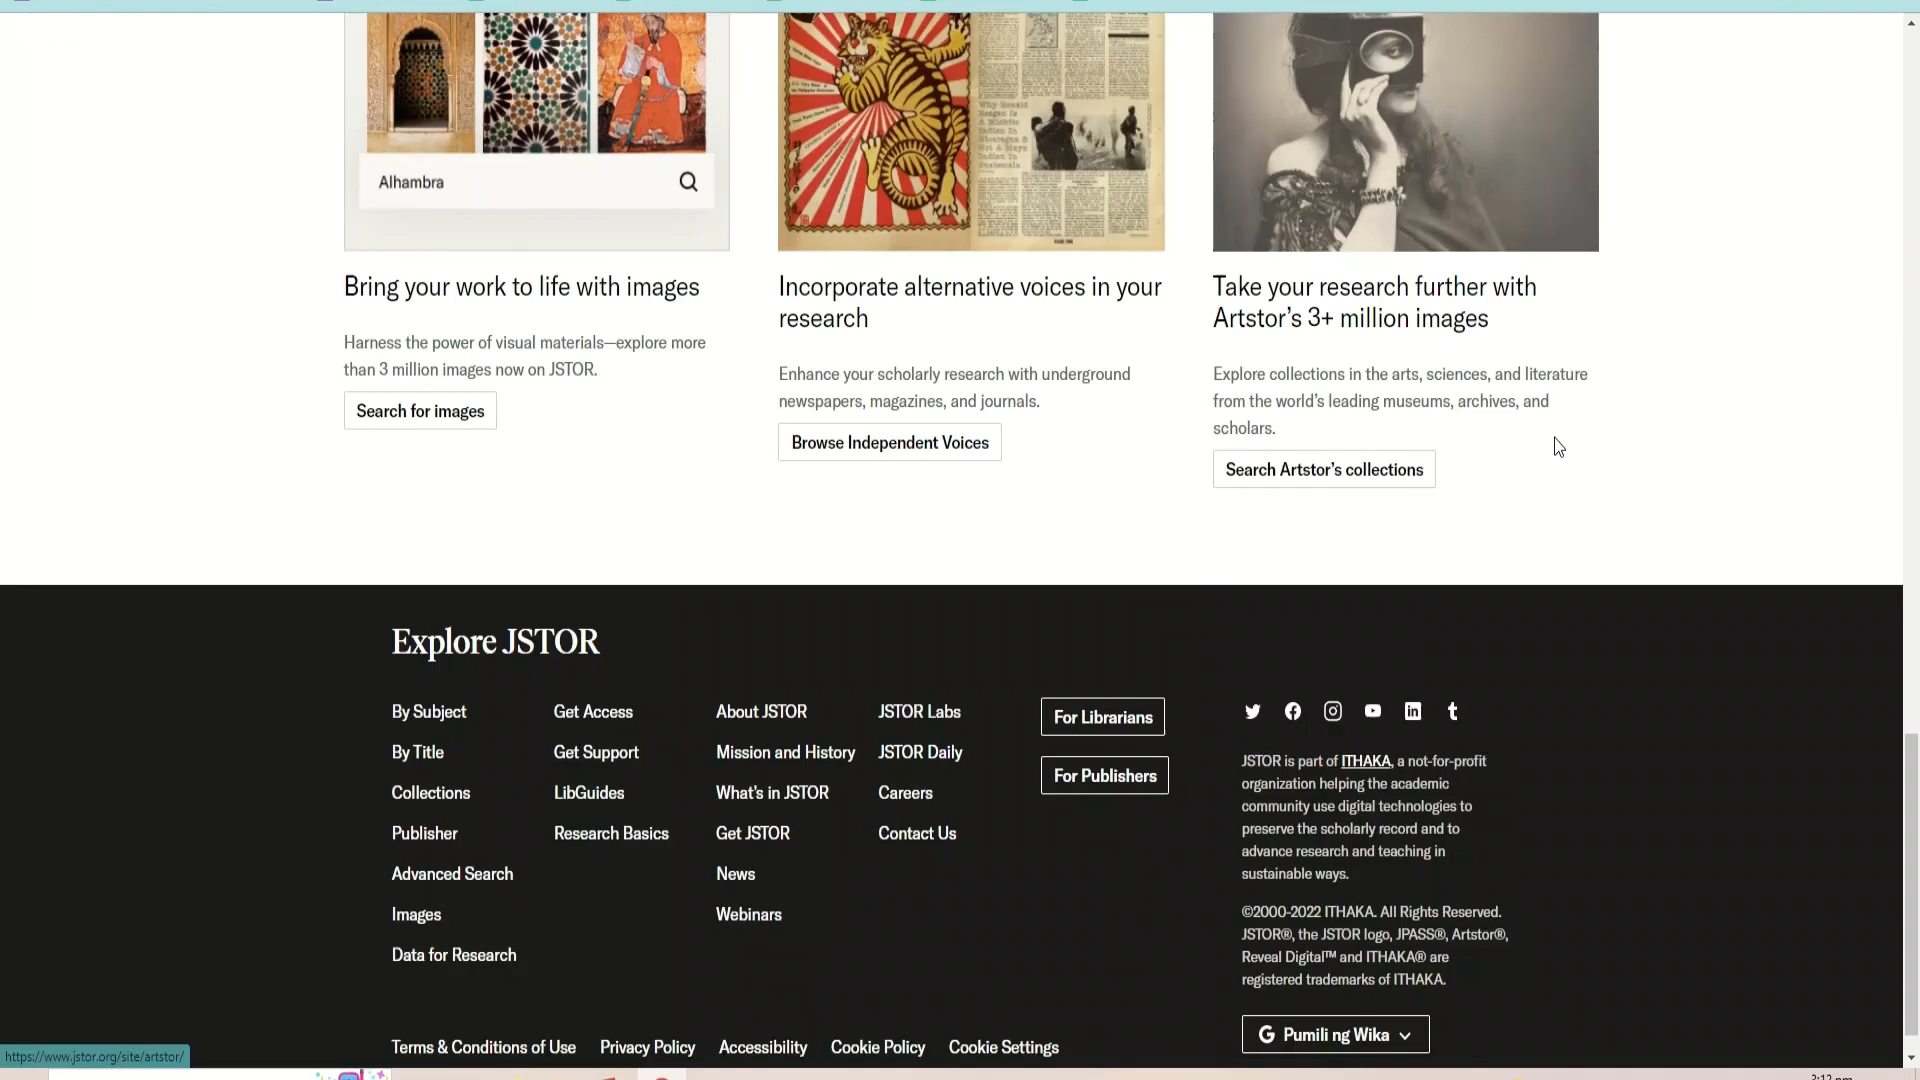 Alhambra
Bring your work to life with images
Harness the power of visual materials—explore more
than 3 million images now on JSTOR.
Search for images
Why Ronald
Reagan Is
PAGE ONE
Incorporate alternative voices in your
research
Enhance your scholarly research with underground
newspapers, magazines, and journals.
Browse Independent Voices
Take your research further with
Artstor’s 3+ million images
Explore collections in the arts, sciences, and literature
from the world’s leading museums, archives, and
scholars.
Search Artstor’s collections
Explore JSTOR
By Subject
By Title
Collections
Publisher
Advanced Search
Images
Data for Research
Get Access
Get Support
LibGuides
Research Basics
About JSTOR
Mission and History
What’s in JSTOR
Get JSTOR
News
Webinars
JSTOR Labs
JSTOR Daily
Careers
Contact Us
For Librarians
For Publishers
JSTOR is part of ITHAKA, a not-for-profit
organization helping the academic
community use digital technologies to
preserve the scholarly record and to
advance research and teaching in
sustainable ways.
©2000-2022 ITHAKA. All Rights Reserved.
JSTOR®, the JSTOR logo, JPASS®, Artstor®,
Reveal Digital™ and ITHAKA® are
registered trademarks of ITHAKA.
G Pumili ng Wika
Terms & Conditions of Use Privacy Policy Accessibility Cookie Policy Cookie Settings
https://www.jstor.org/site/artstor/